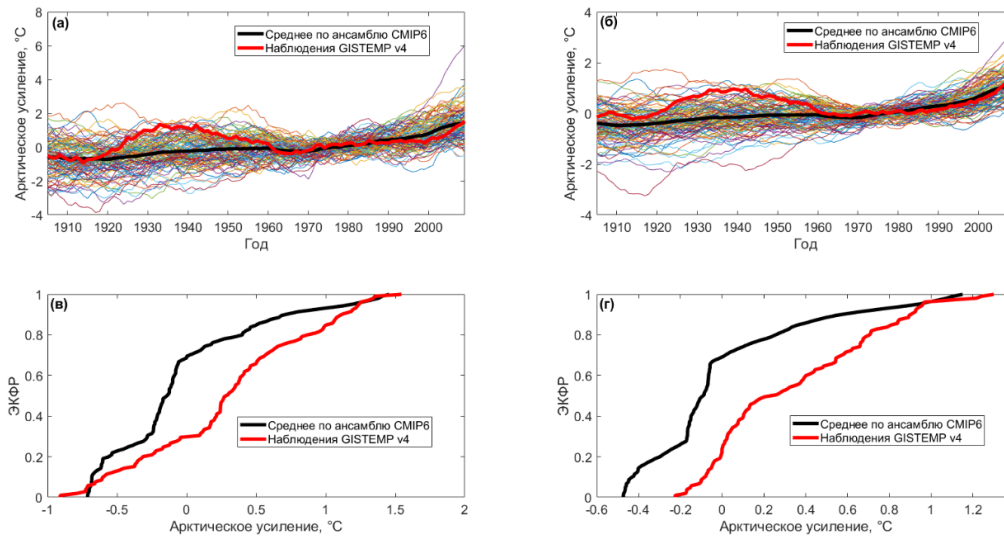 (а)
Среднее по ансамблю CMIP6
Наблюдения GISTEMP v4
Арктическое усиление, °C
8
6
4
2
0
-2
-4
1910 1920 1930 1940 1950 1960 1970 1980 1990 2000
Год
(б)
Среднее по ансамблю CMIP6
Наблюдения GISTEMP v4
Арктическое усиление, °C
4
2
0
-2
-4
1910 1920 1930 1940 1950 1960 1970 1980 1990 2000
Год
(в)
Среднее по ансамблю CMIP6
Наблюдения GISTEMP v4
ЭКФР
1
0.8
0.6
0.4
0.2
0
-1 -0.5 0 0.5 1 1.5 2
Арктическое усиление, °C
(г)
Среднее по ансамблю CMIP6
Наблюдения GISTEMP v4
ЭКФР
1
0.8
0.6
0.4
0.2
0
-0.6 -0.4 -0.2 0 0.2 0.4 0.6 0.8 1 1.2
Арктическое усиление, °C